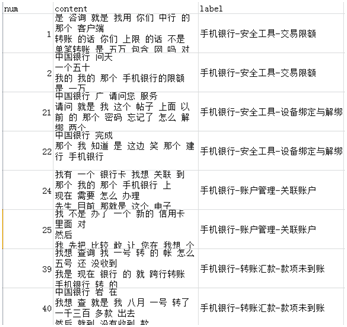 num content label
是 咨询 就是 我用 你们 中行 的
那个 客户端
转账 的话 你们 上限 的话 不是
单笔转账 是 五万 包含 网 吗 对
1 手机银行-安全工具-交易限额
中国银行 问天
一个五十
我的 我的 那个 手机银行的限额
是 一万
2 手机银行-安全工具-交易限额
中国银行 广 请问您 服务
请问 就是 我 这个 帖子 上面 以
前 的 那个 密码 忘记了 怎么 解
绑 两个
21 手机银行-安全工具-设备绑定与解绑
中国银行 完成
那个 我 知道 是 这边 笑 那个 建
行 手机银行
22 手机银行-安全工具-设备绑定与解绑
我有 一个 银行卡 我想 关联 到
那个 我的 那个 手机银行 上
现在 需要 怎么 办理
先生 目前 那就是 这个 电子
24 手机银行-账户管理-关联账户
我 不是 办了 一个 新的 信用卡
里面 对
然后
我 先把 比较 前 让 你在 我想 个
25 手机银行-账户管理-关联账户
我想 查询 我 一号 转 的 帐 怎么
五号 还 没收到
我是 现在 银行 的 就 跨行转账
手机银行 转 的
39 手机银行-转账汇款-款项未到账
中国银行 宕 在
我想 查 就是 我 八月 一号 转了
一千三百 多款 出去
然后 就到 没有收到 款
40 手机银行-转账汇款-款项未到账